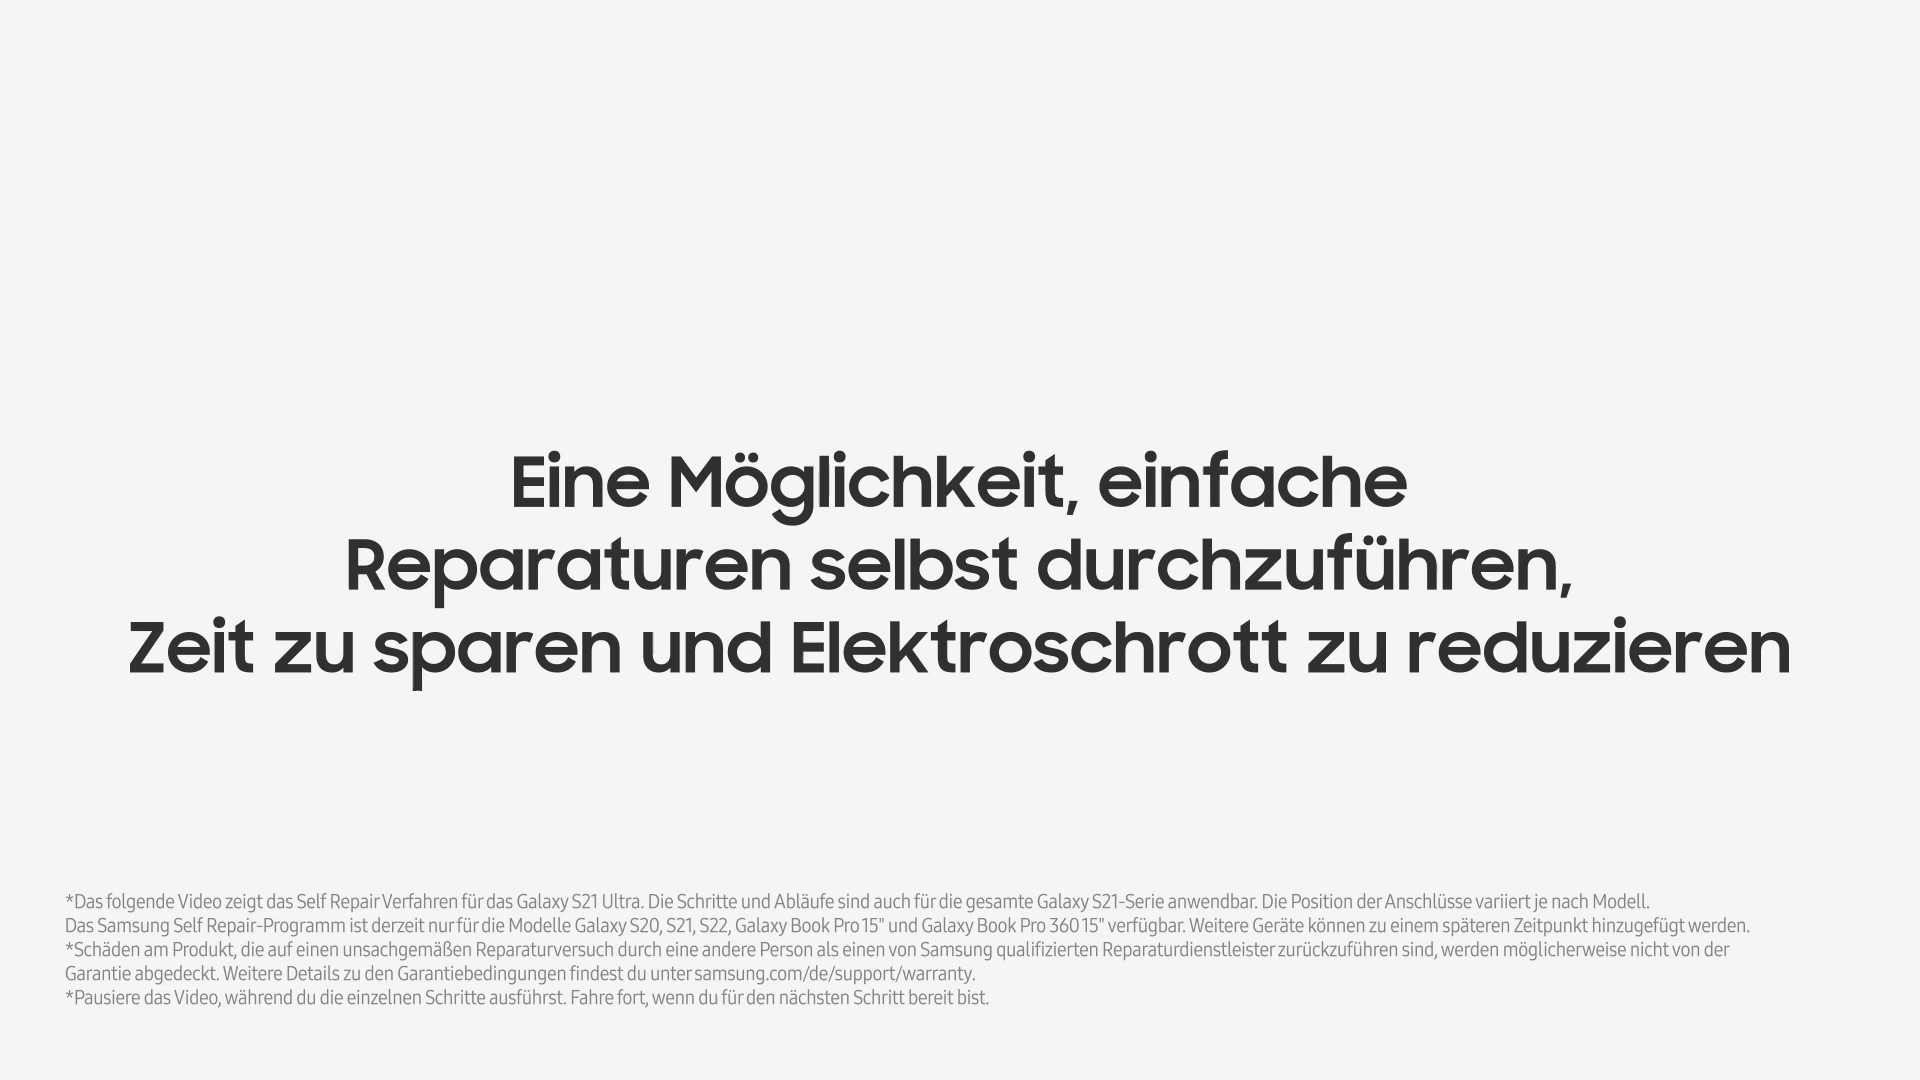 Eine Möglichkeit, einfache
Reparaturen selbst durchzuführen,
Zeit zu sparen und Elektroschrott zu reduzieren
*Das folgende Video zeigt das Self Repair Verfahren für das Galaxy S21 Ultra. Die Schritte und Abläufe sind auch für die gesamte Galaxy S21-Serie anwendbar. Die Position der Anschlüsse variiert je nach Modell.
Das Samsung Self Repair-Programm ist derzeit nur für die Modelle Galaxy S20, S21, S22, Galaxy Book Pro 15" und Galaxy Book Pro 360 15" verfügbar. Weitere Geräte können zu einem späteren Zeitpunkt hinzugefügt werden.
*Schäden am Produkt, die auf einen unsachgemäßen Reparaturversuch durch eine andere Person als einen von Samsung qualifizierten Reparaturdienstleister zurückzuführen sind, werden möglicherweise nicht von der
Garantie abgedeckt. Weitere Details zu den Garantiebedingungen findest du unter samsung.com/de/support/warranty.
*Pausiere das Video, während du die einzelnen Schritte ausführst. Fahre fort, wenn du für den nächsten Schritt bereit bist.